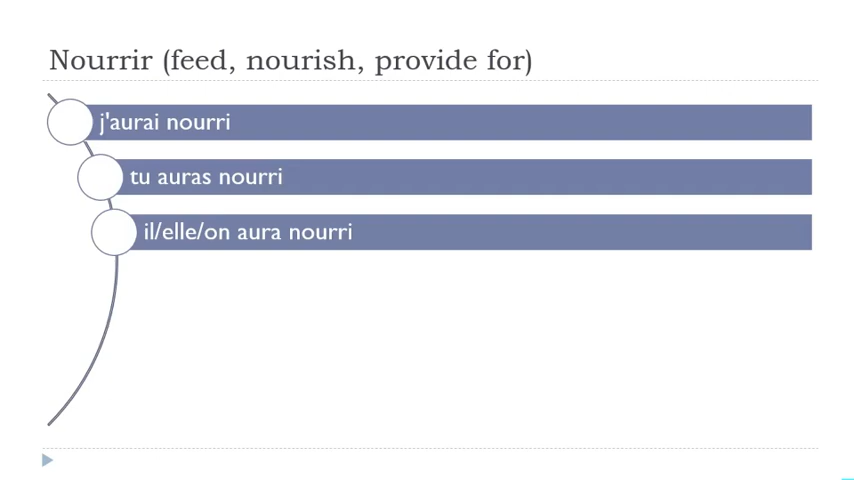 Nourrir (feed, nourish, provide for)
j'aurai nourri
tu auras nourri
il/elle/on aura nourri